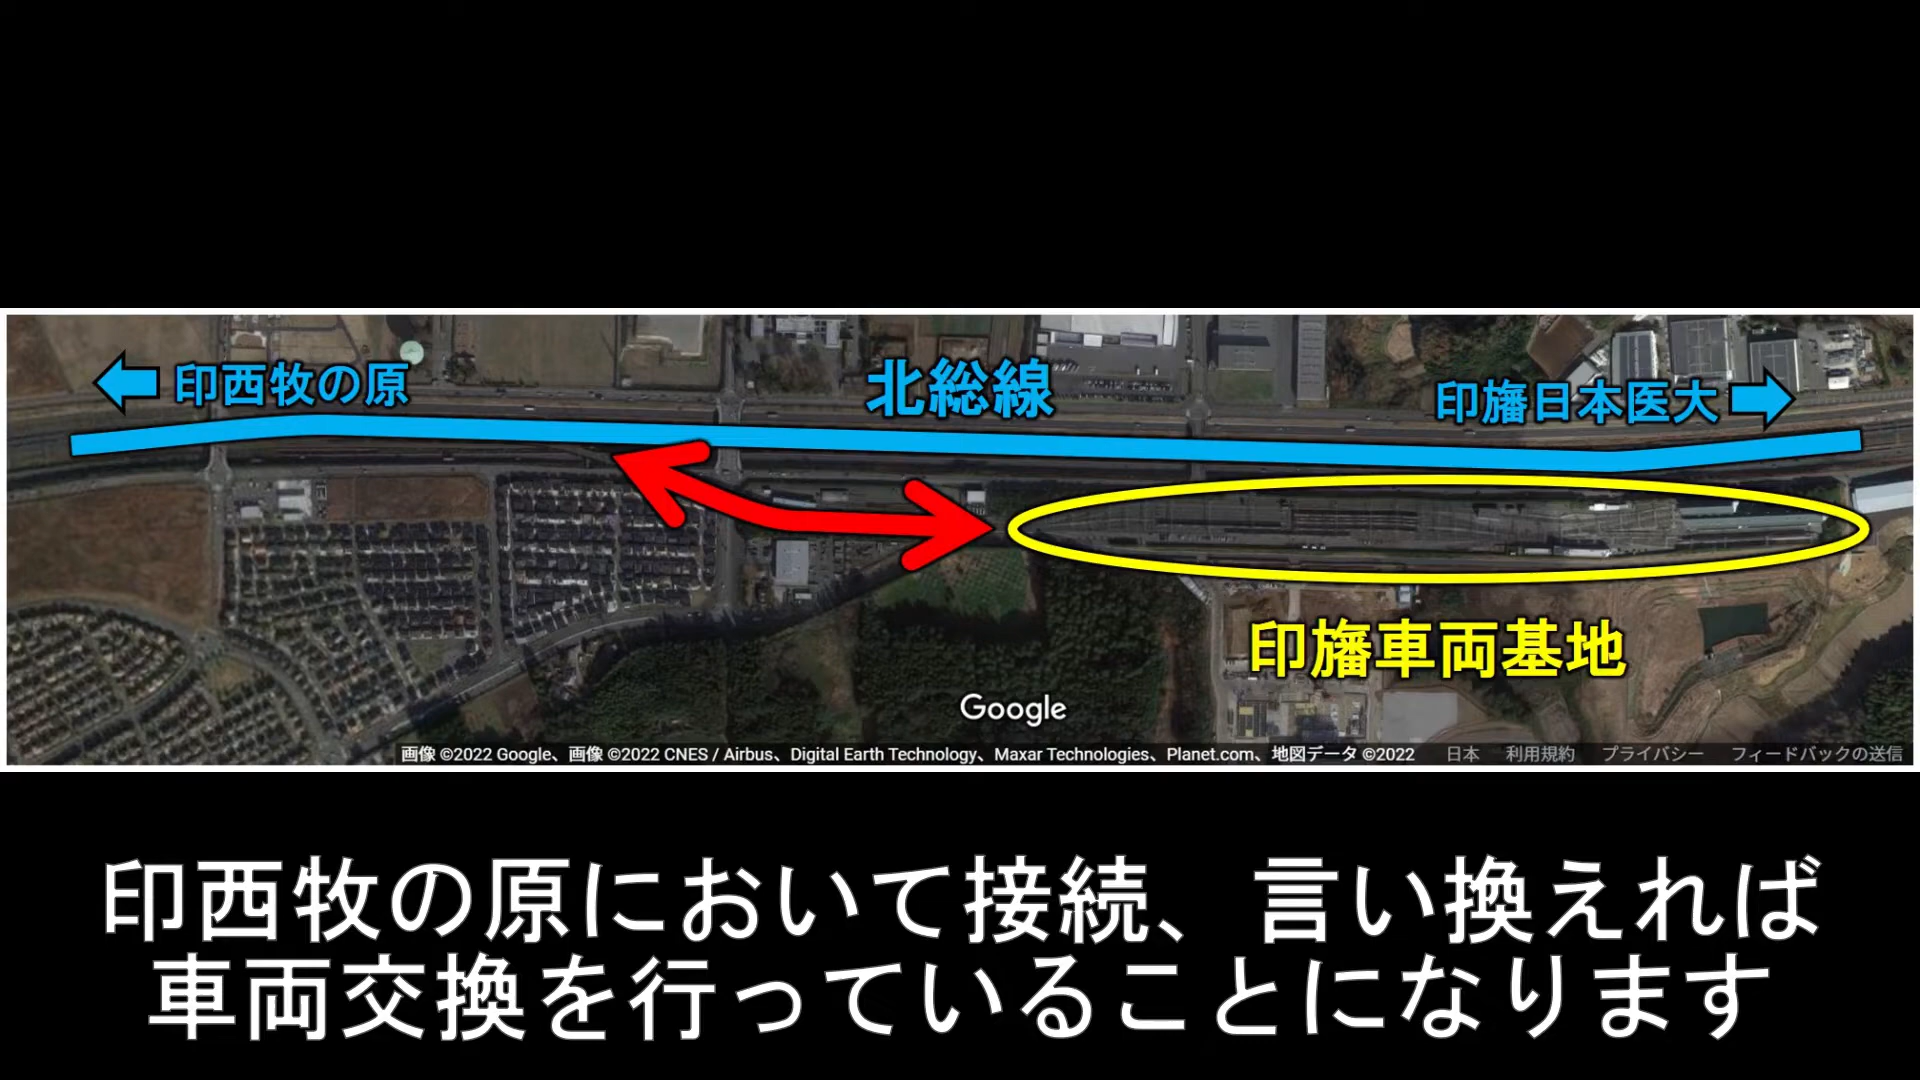 北総線
印西牧の原
印旛日本医大
印旛車両基地
Google
画像 ©2022 Google、画像 ©2022 CNES / Airbus、Digital Earth Technology、Maxar Technologies、Planet.com、地図データ ©2022 日本 利用規約 プライバシー フィードバックの送信
印西牧の原において接続、言い換えれば
車両交換を行っていることになります